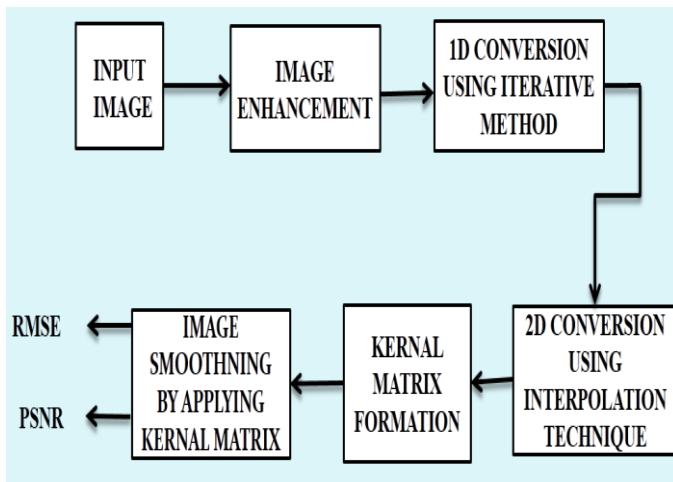 INPUT
IMAGE
IMAGE
ENHANCEMENT
1D CONVERSION
USING ITERATIVE
METHOD
2D CONVERSION
USING
INTERPOLATION
TECHNIQUE
KERNAL
MATRIX
FORMATION
IMAGE
SMOOTHNING
BY APPLYING
KERNAL MATRIX
RMSE
PSNR